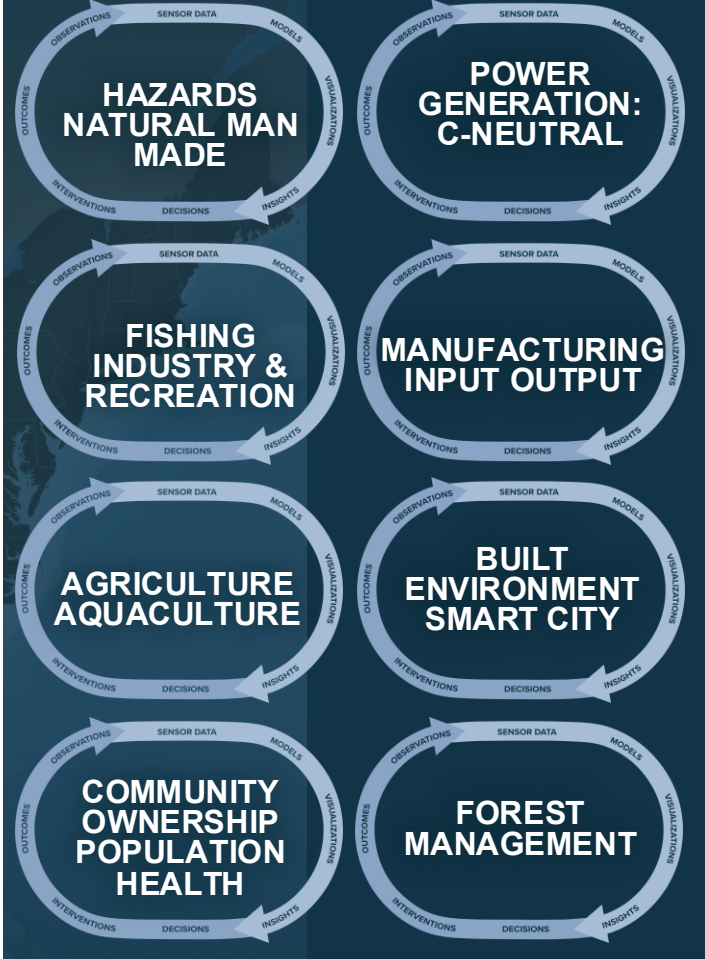 OBSERVATIONS
SENSOR DATA
MODELS
VISUALIZATIONS
INSIGHTS
DECISIONS
INTERVENTIONS
OUTCOMES
HAZARDS
NATURAL MAN
MADE
OBSERVATIONS
SENSOR DATA
MODELS
VISUALIZATIONS
INSIGHTS
DECISIONS
INTERVENTIONS
OUTCOMES
POWER
GENERATION:
C-NEUTRAL
OBSERVATIONS
SENSOR DATA
MODELS
VISUALIZATIONS
INSIGHTS
DECISIONS
INTERVENTIONS
OUTCOMES
FISHING
INDUSTRY &
RECREATION
OBSERVATIONS
SENSOR DATA
MODELS
VISUALIZATIONS
INSIGHTS
DECISIONS
INTERVENTIONS
OUTCOMES
MANUFACTURING
INPUT OUTPUT
OBSERVATIONS
SENSOR DATA
MODELS
VISUALIZATIONS
INSIGHTS
DECISIONS
INTERVENTIONS
OUTCOMES
AGRICULTURE
AQUACULTURE
OBSERVATIONS
SENSOR DATA
MODELS
VISUALIZATIONS
INSIGHTS
DECISIONS
INTERVENTIONS
OUTCOMES
BUILT
ENVIRONMENT
SMART CITY
OBSERVATIONS
SENSOR DATA
MODELS
VISUALIZATIONS
INSIGHTS
DECISIONS
INTERVENTIONS
OUTCOMES
COMMUNITY
OWNERSHIP
POPULATION
HEALTH
OBSERVATIONS
SENSOR DATA
MODELS
VISUALIZATIONS
INSIGHTS
DECISIONS
INTERVENTIONS
OUTCOMES
FOREST
MANAGEMENT